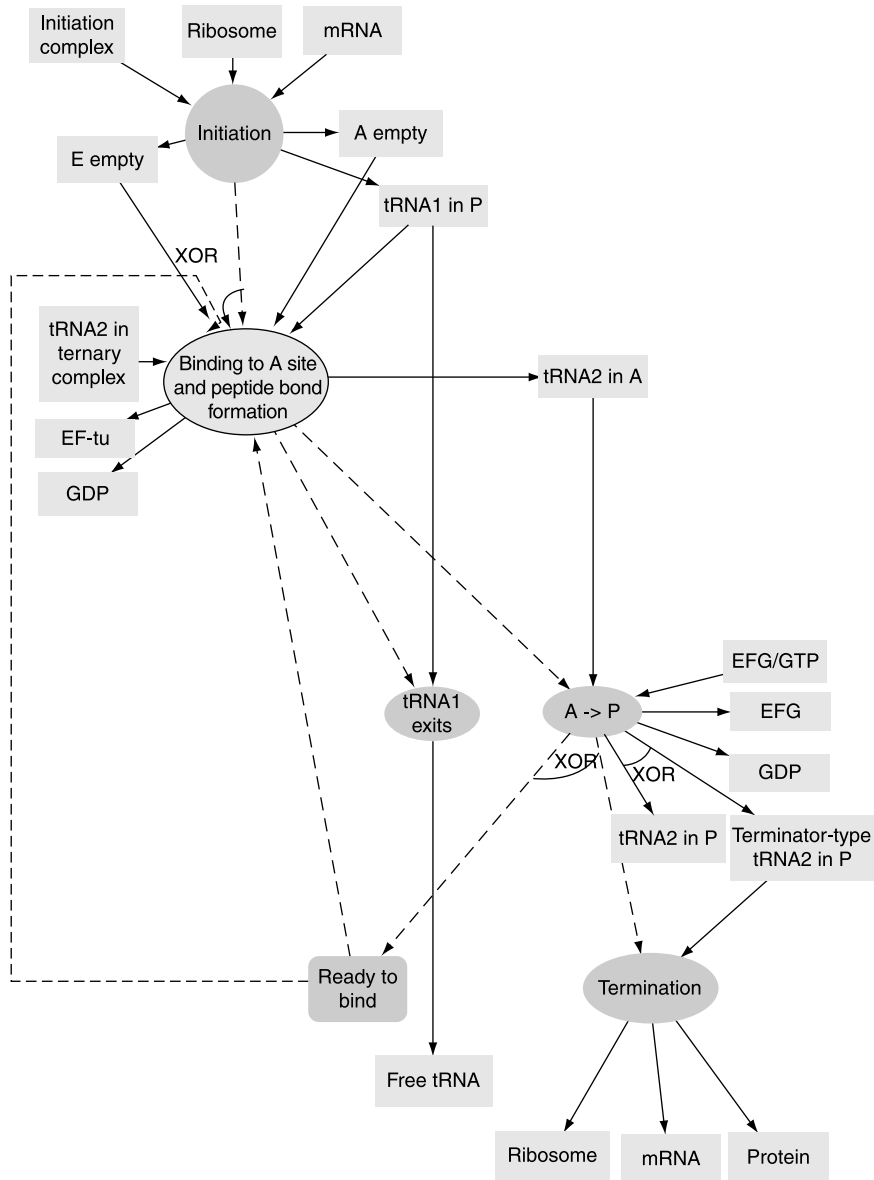 Initiation
complex
Ribosome
mRNA
Initiation
A empty
E empty
tRNA1 in P
XOR
tRNA2 in
ternary
complex
Binding to A site
and peptide bond
formation
tRNA2 in A
EF-tu
GDP
EFG/GTP
tRNA1
exits
A -> P
EFG
XOR
XOR
GDP
tRNA2 in P
Terminator-type
tRNA2 in P
Ready to
bind
Termination
Free tRNA
Ribosome
mRNA
Protein